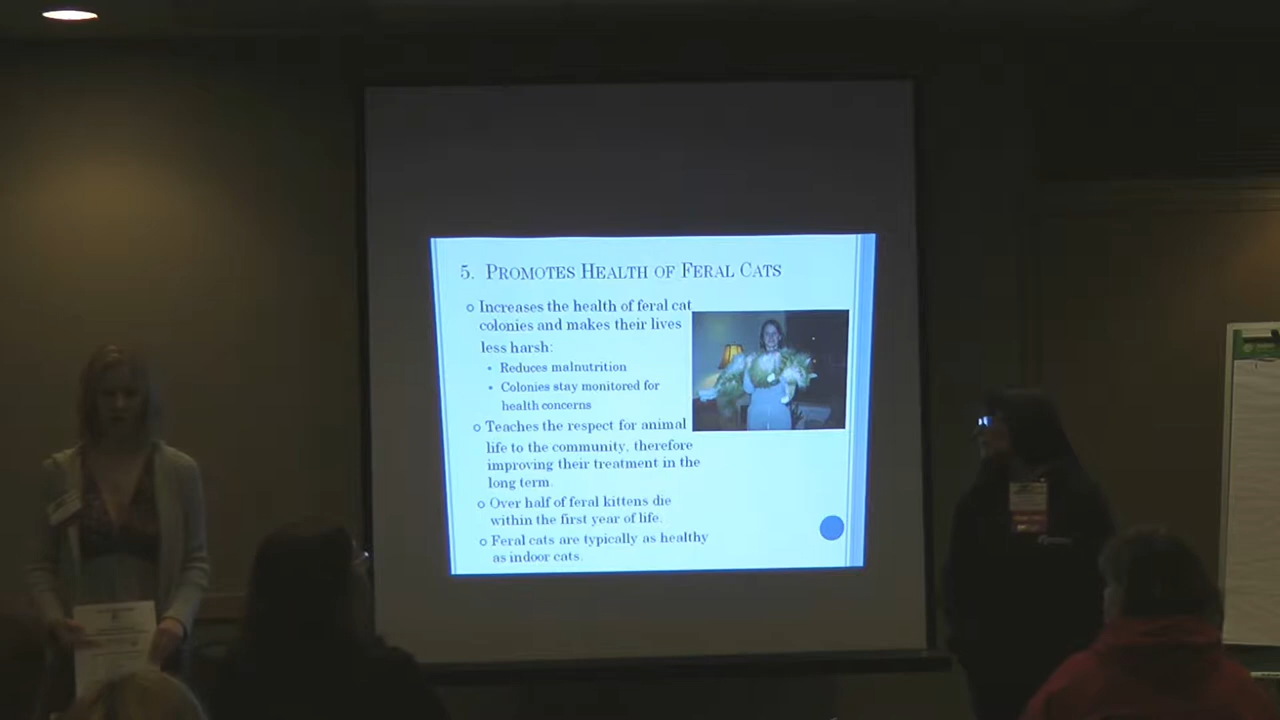 5. Promotes Health of Feral Cats
Increases the health of feral cat
colonies and makes their lives
less harsh:
Reduces malnutrition
Colonies stay monitored for
health concerns
Teaches the respect for animal
life to the community, therefore
improving their treatment in the
long term.
Over half of feral kittens die
within the first year of life.
Feral cats are typically as healthy
as indoor cats.